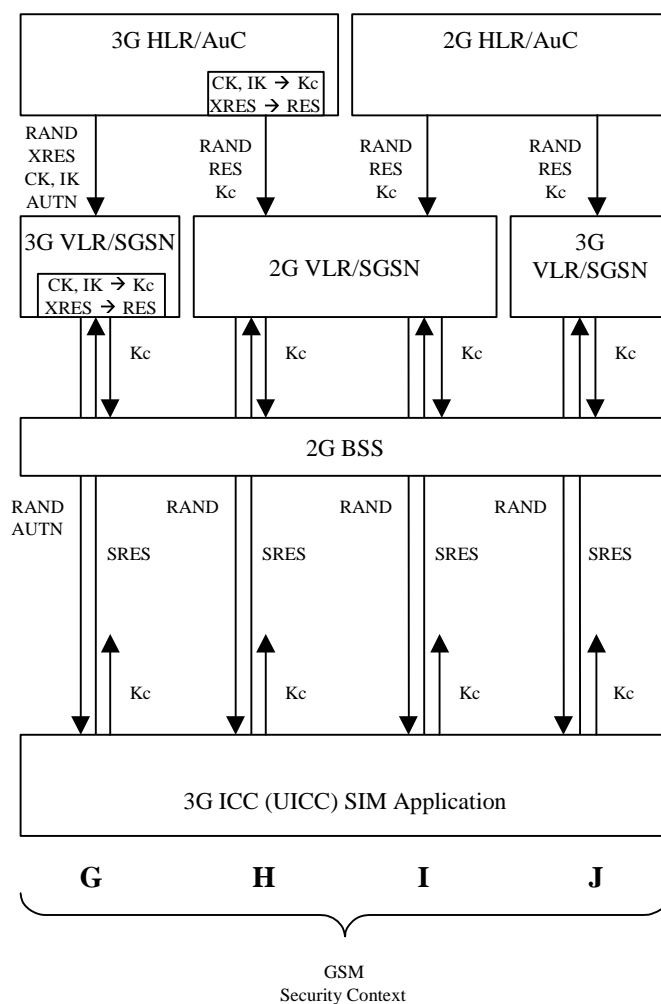 3G HLR/AuC
2G HLR/AuC
CK, IK → Kc
XRES → RES
RAND
XRES
CK, IK
AUTN
RAND
RES
Kc
RAND
RES
Kc
RAND
RES
Kc
3G VLR/SGSN
CK, IK → Kc
XRES → RES
2G VLR/SGSN
3G
VLR/SGSN
Kc
Kc
Kc
Kc
2G BSS
RAND
AUTN
RAND
RAND
RAND
SRES
SRES
SRES
SRES
Kc
Kc
Kc
Kc
3G ICC (UICC) SIM Application
G
H
I
J
GSM
Security Context